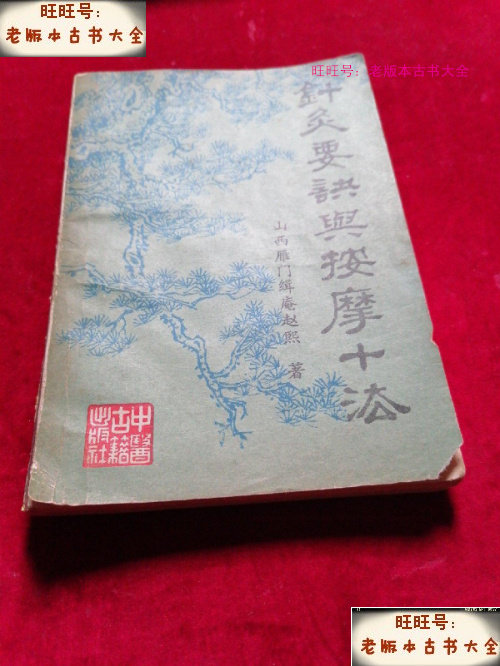 旺旺号:
老版本古书大全
旺旺号:老版本古书大全
針灸要訣與按摩十法
山西雁门缉庵赵熙 著
中醫
古籍
出版社
旺旺号:
老版本古书大全